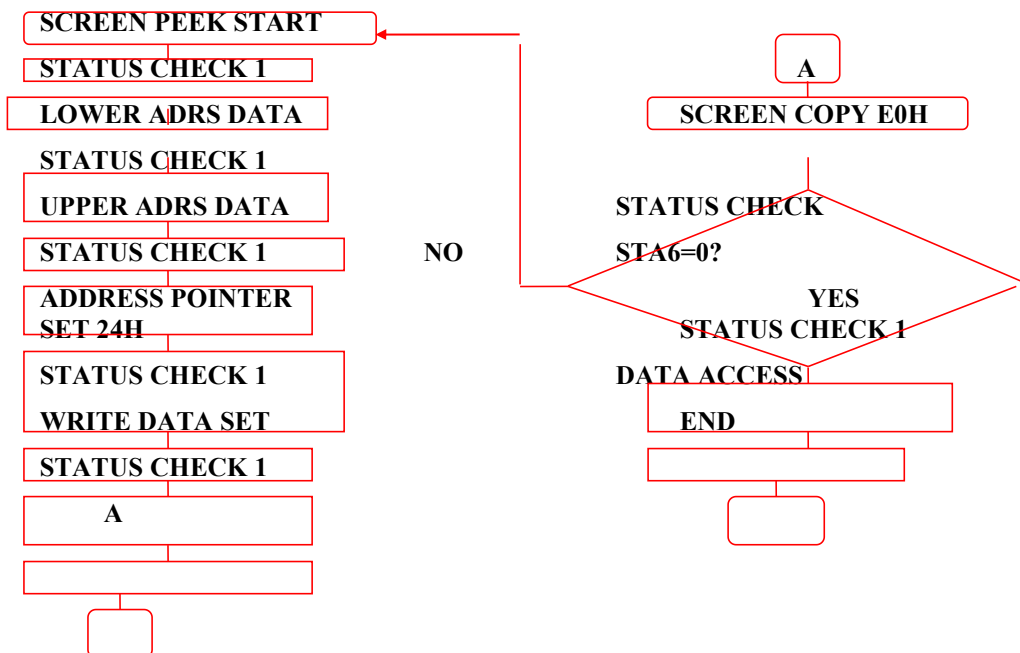 SCREEN PEEK START
STATUS CHECK 1
LOWER ADRS DATA
STATUS CHECK 1
UPPER ADRS DATA
STATUS CHECK 1
ADDRESS POINTER
SET 24H
STATUS CHECK 1
WRITE DATA SET
STATUS CHECK 1
A
A
SCREEN COPY E0H
STATUS CHECK
NO
STA6=0?
YES
STATUS CHECK 1
DATA ACCESS
END